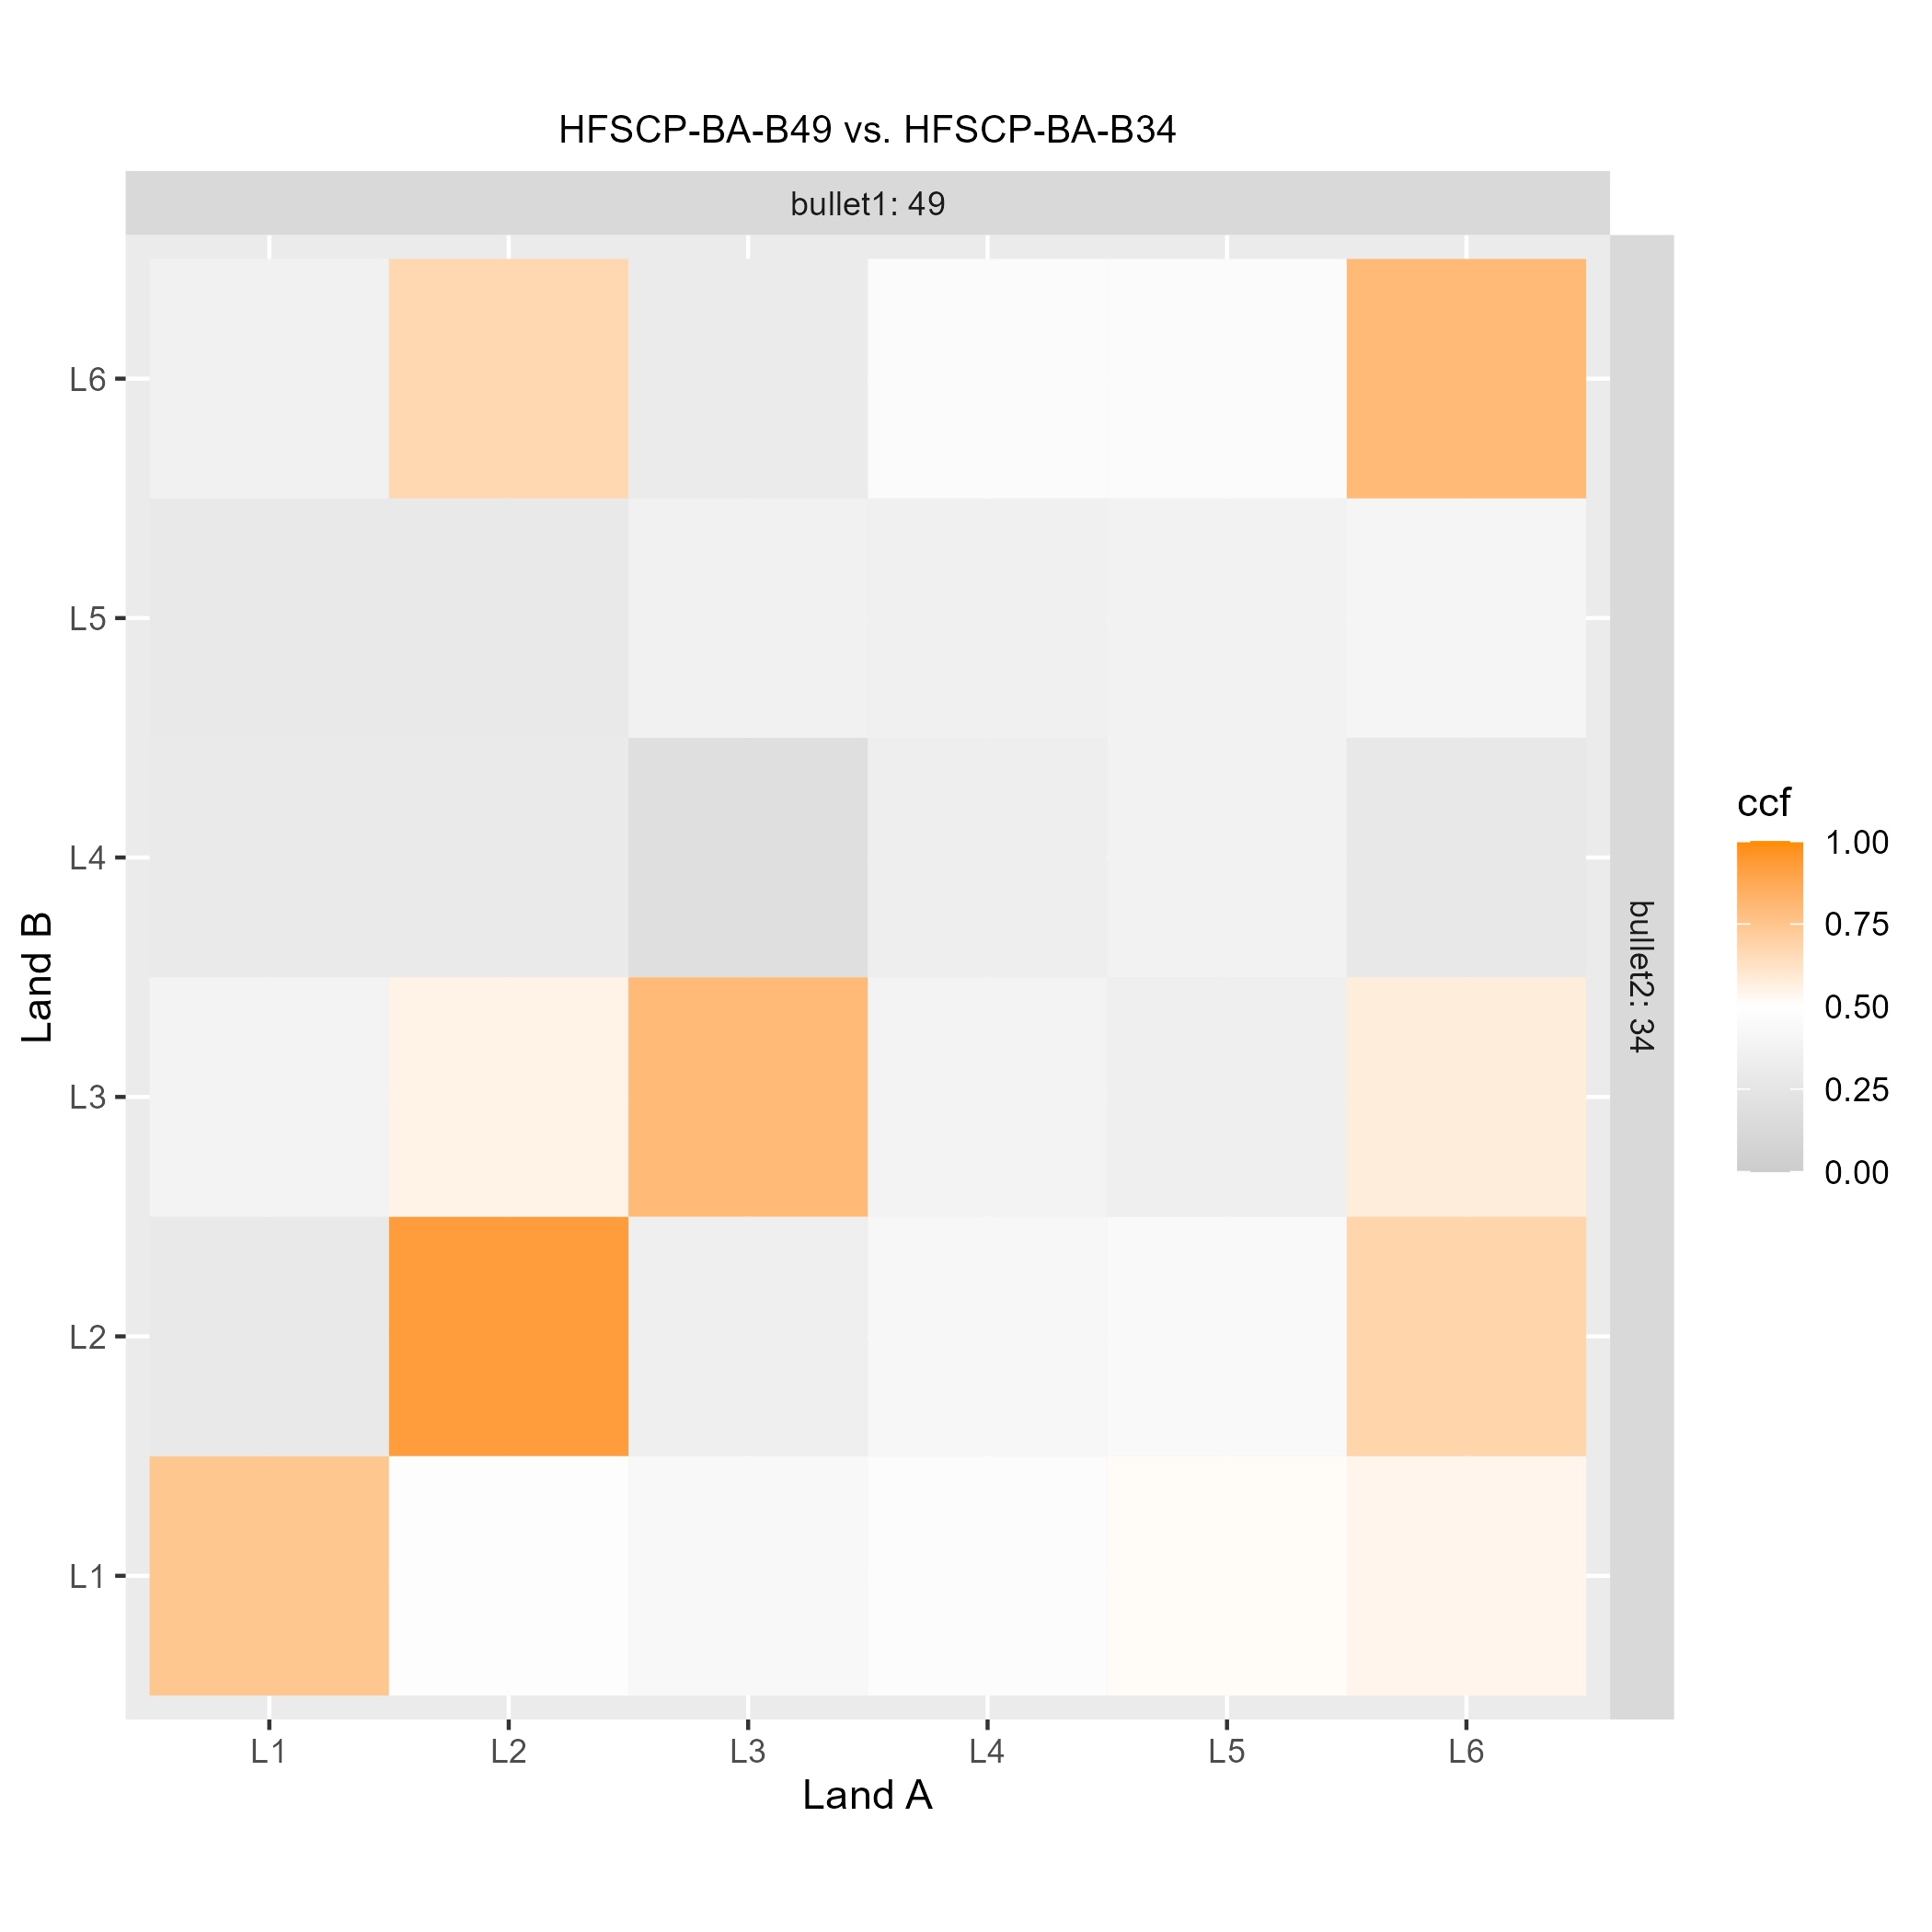 HFSCP-BA-B49 vs. HFSCP-BA-B34
bullet1: 49
L6
L5
L4
L3
L2
L1
Land B
bullet2: 34
L1 L2 L3 L4 L5 L6
Land A
ccf
1.00
0.75
0.50
0.25
0.00